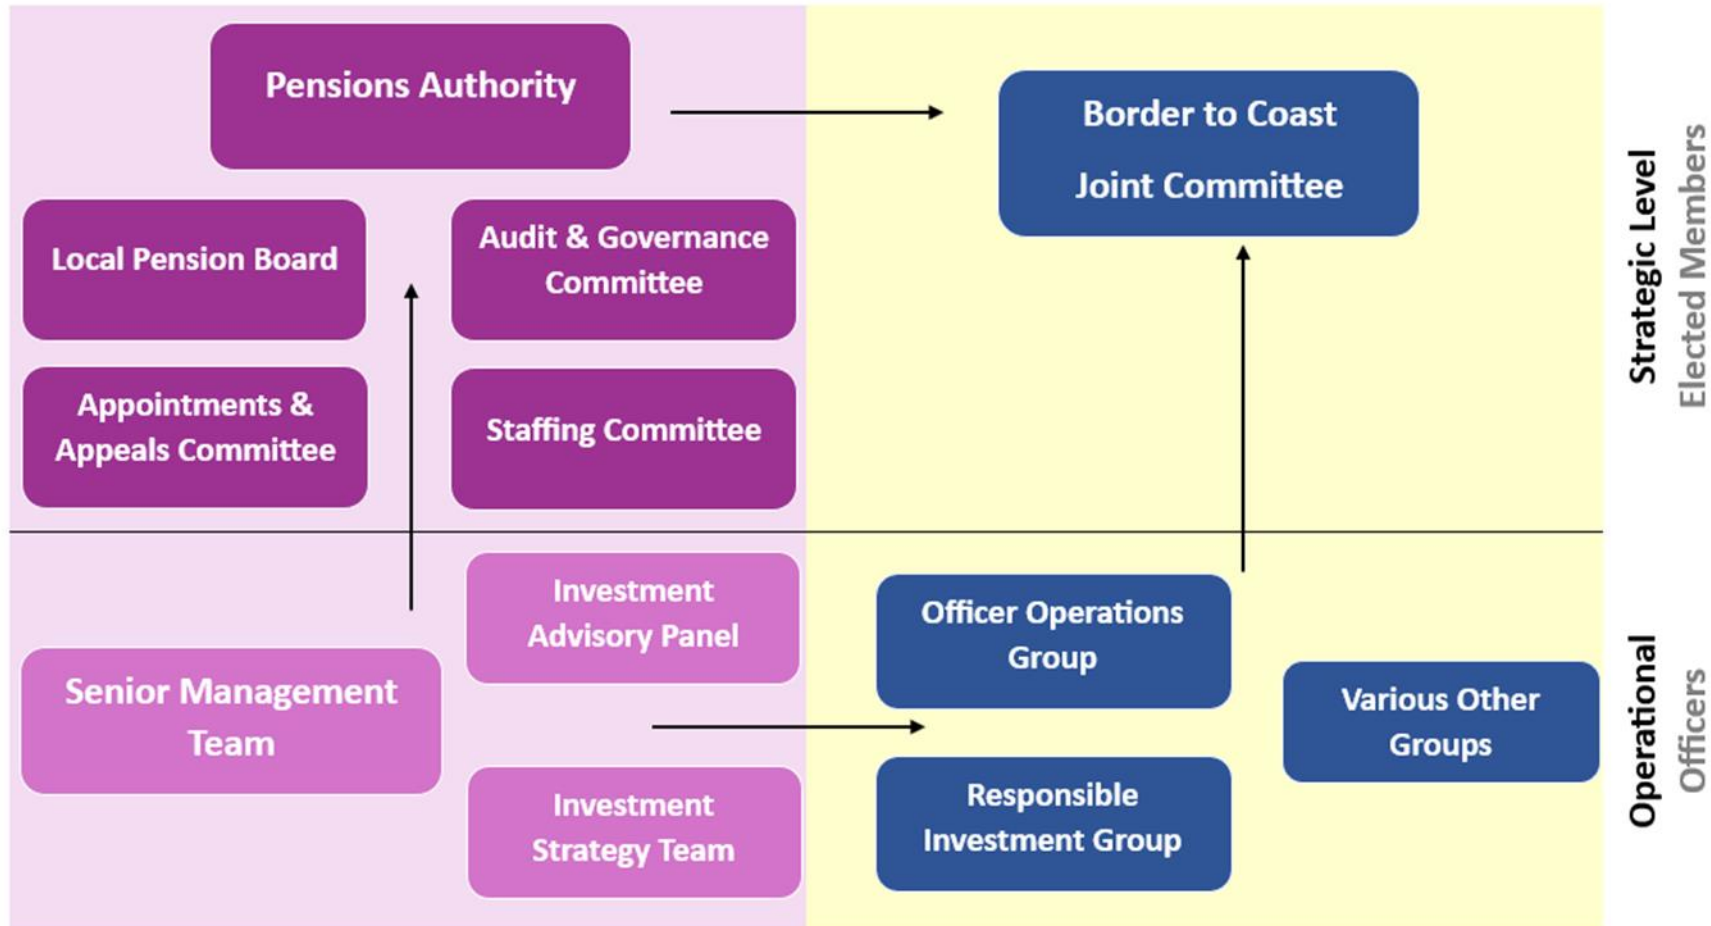 Pensions Authority
Border to Coast
Joint Committee
Local Pension Board
Audit & Governance
Committee
Appointments &
Appeals Committee
Staffing Committee
Strategic Level
Elected Members
Investment
Advisory Panel
Senior Management
Team
Investment
Strategy Team
Officer Operations
Group
Responsible
Investment Group
Various Other
Groups
Operational
Officers